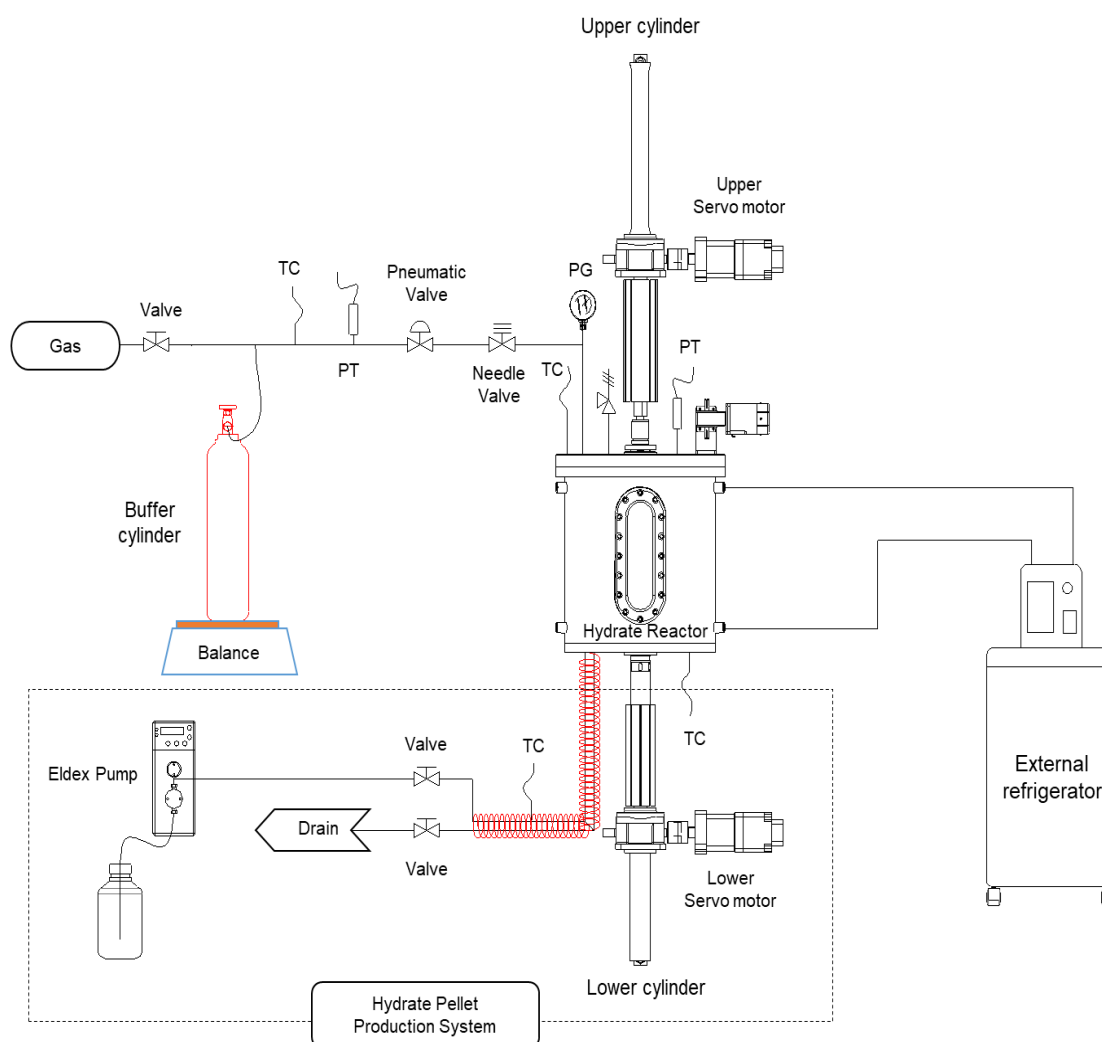 Upper cylinder
Upper
Servo motor
TC
Pneumatic
Valve
PG
Valve
Gas
PT
Needle
Valve
TC
PT
Buffer
cylinder
Hydrate Reactor
Balance
Valve
TC
TC
Eldex Pump
External
refrigerator
Drain
Valve
Lower
Servo motor
Lower cylinder
Hydrate Pellet
Production System